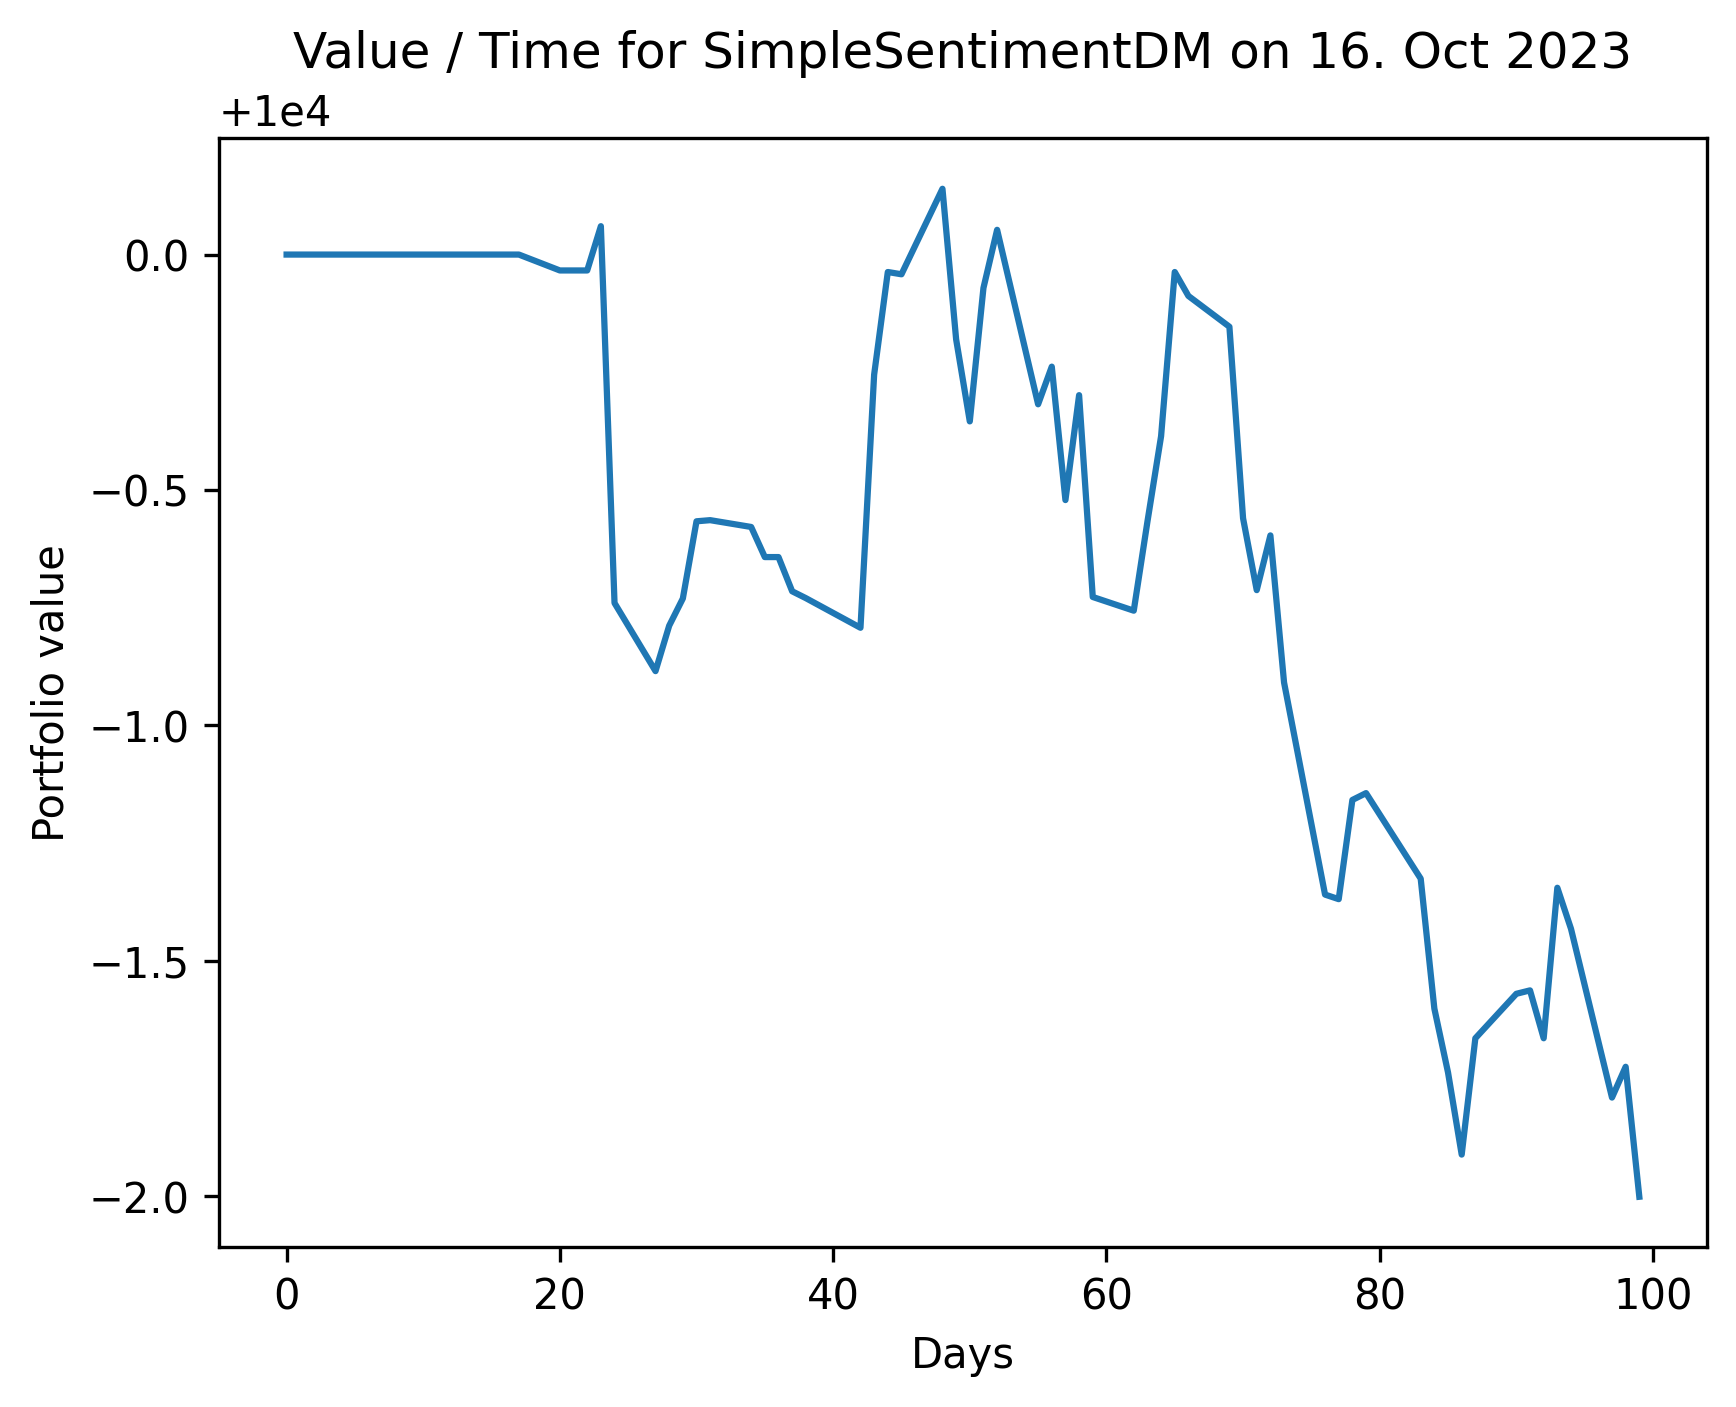 Value / Time for SimpleSentimentDM on 16. Oct 2023
+1e4
0.0
−0.5
−1.0
−1.5
−2.0
Portfolio value
0 20 40 60 80 100
Days